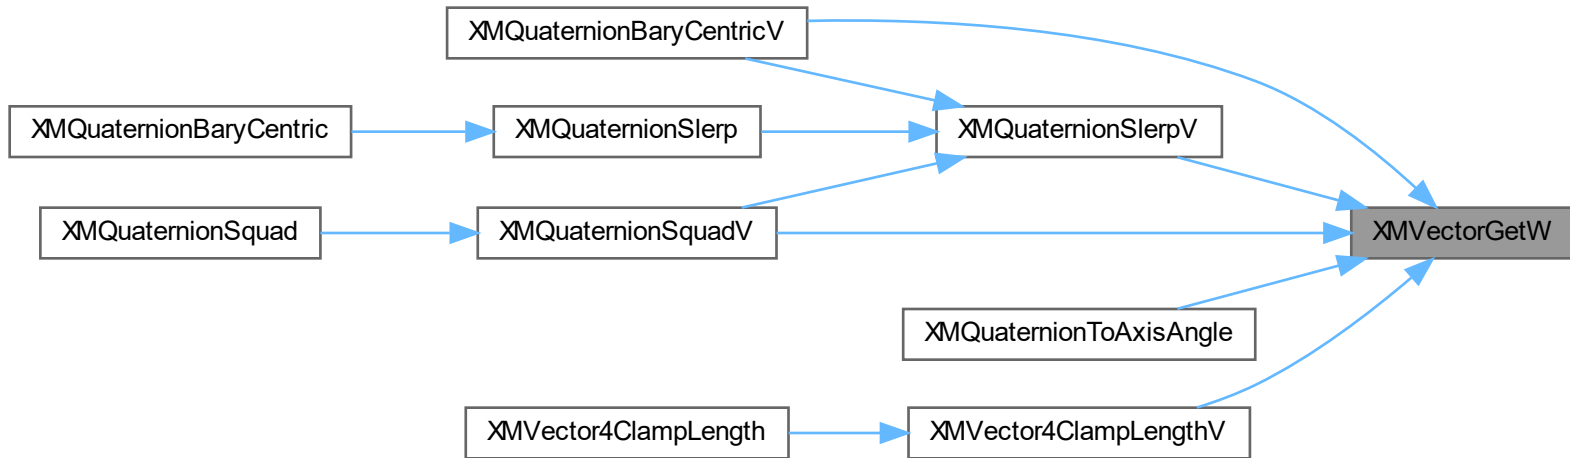 XMQuaternionBaryCentricV
XMQuaternionBaryCentric
XMQuaternionSlerp
XMQuaternionSlerpV
XMQuaternionSquad
XMQuaternionSquadV
XMVectorGetW
XMQuaternionToAxisAngle
XMVector4ClampLength
XMVector4ClampLengthV